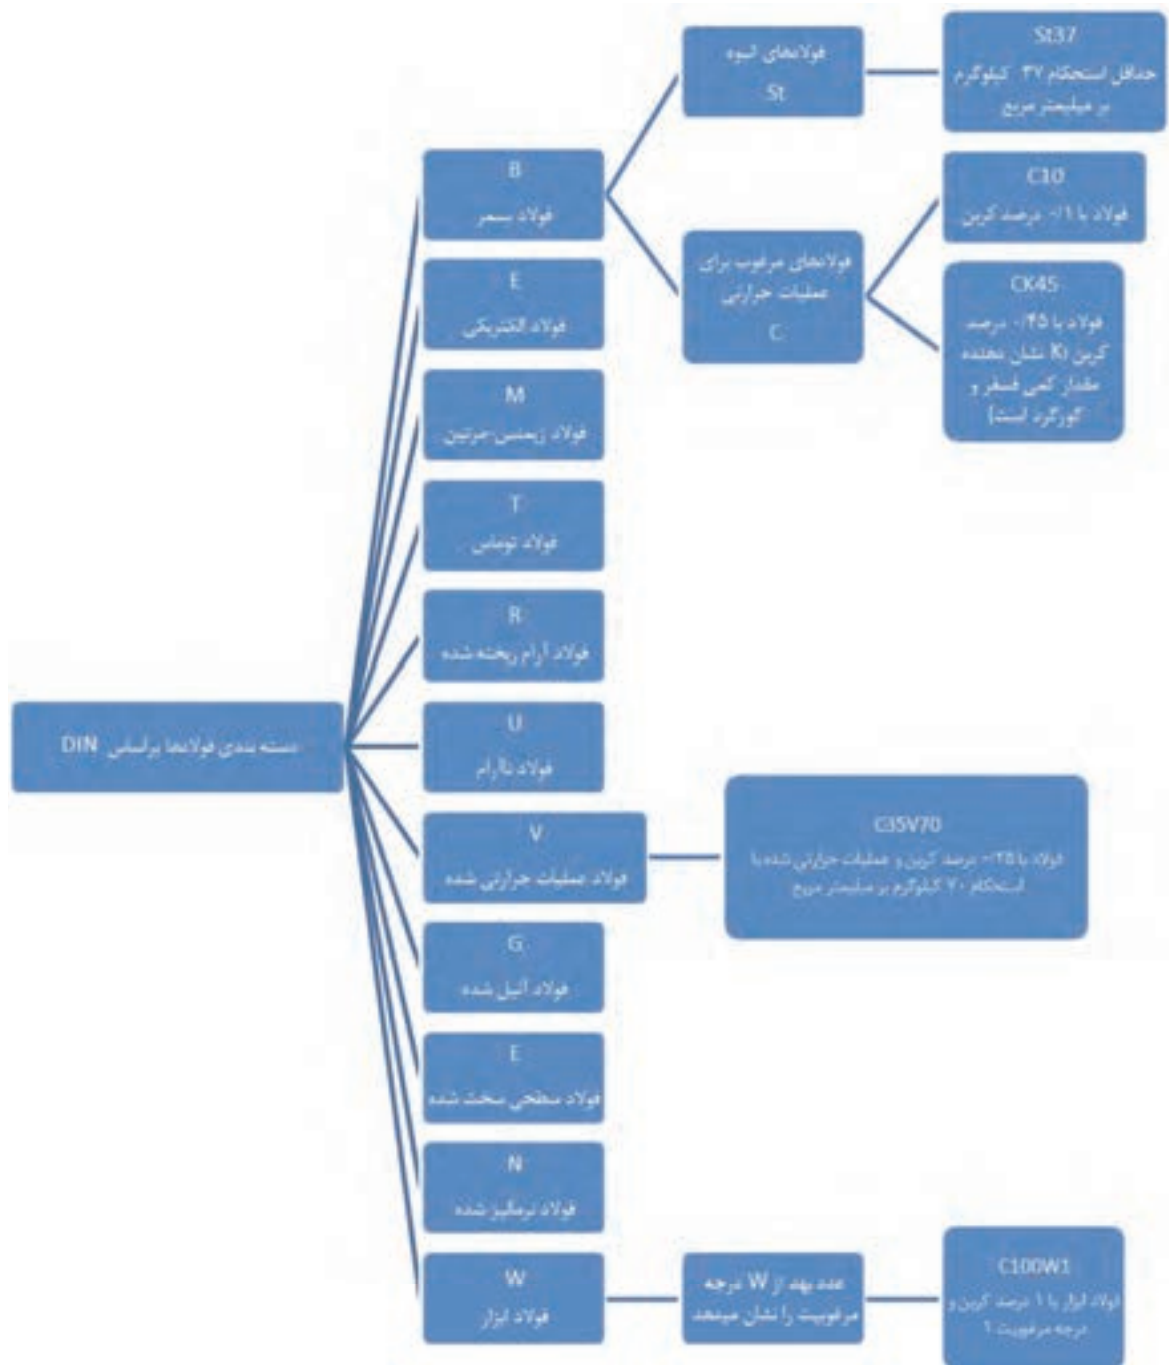 دسته بندی فولادها براساس DIN
B
فولاد بسمر
E
فولاد الکتریکی
M
فولاد زیمنس-مرتین
T
فولاد توماس
R
فولاد آرام ریخته شده
U
فولاد ناآرام
V
فولاد عملیات حرارتی شده
G
فولاد آنیل شده
E
فولاد سطحی سخت شده
N
فولاد نرمالیز شده
W
فولاد ابزار
فولادهای انبوه
St
فولادهای مرغوب برای
عملیات حرارتی
C
St37
حداقل استحکام ۳۷ کیلوگرم
بر میلیمتر مربع
C10
فولاد با ۰/۱ درصد کربن
CK45
فولاد با ۰/۴۵ درصد
کربن (K نشان دهنده
مقدار کمی فسفر و
گوگرد است)
C35V70
فولاد با درصد کربن و عملیات حرارتی شده با
استحکام ۷۰ کیلوگرم بر میلیمتر مربع
عدد بعد از W درجه
مرغوبیت را نشان میدهد
C100W1
فولاد ابزار با ۱ درصد کربن و
درجه مرغوبیت ۱